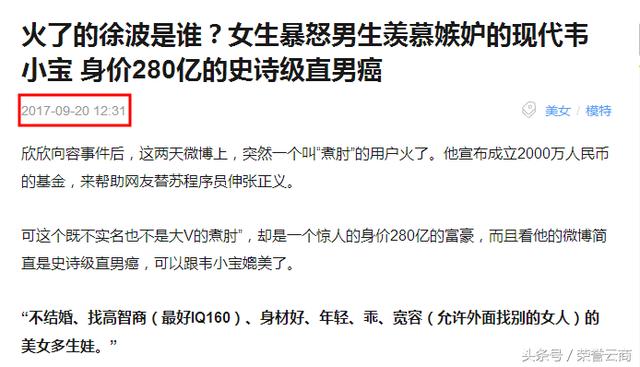 火了的徐波是谁？女生暴怒男生羡慕嫉妒的现代韦
小宝 身价280亿的史诗级直男癌
2017-09-20 12:31
美女 / 模特
欣欣向容事件后，这两天微博上，突然一个叫“煮肘”的用户火了。他宣布成立2000万人民币
的基金，来帮助网友替苏程序员伸张正义。
可这个既不实名也不是大V的煮肘”，却是一个惊人的身价280亿的富豪，而且看他的微博简
直是史诗级直男癌，可以跟韦小宝媲美了。
“不结婚、找高智商（最好IQ160）、身材好、年轻、乖、宽容（允许外面找别的女人）的
美女多生娃。”
头条号 / 荣誉云商